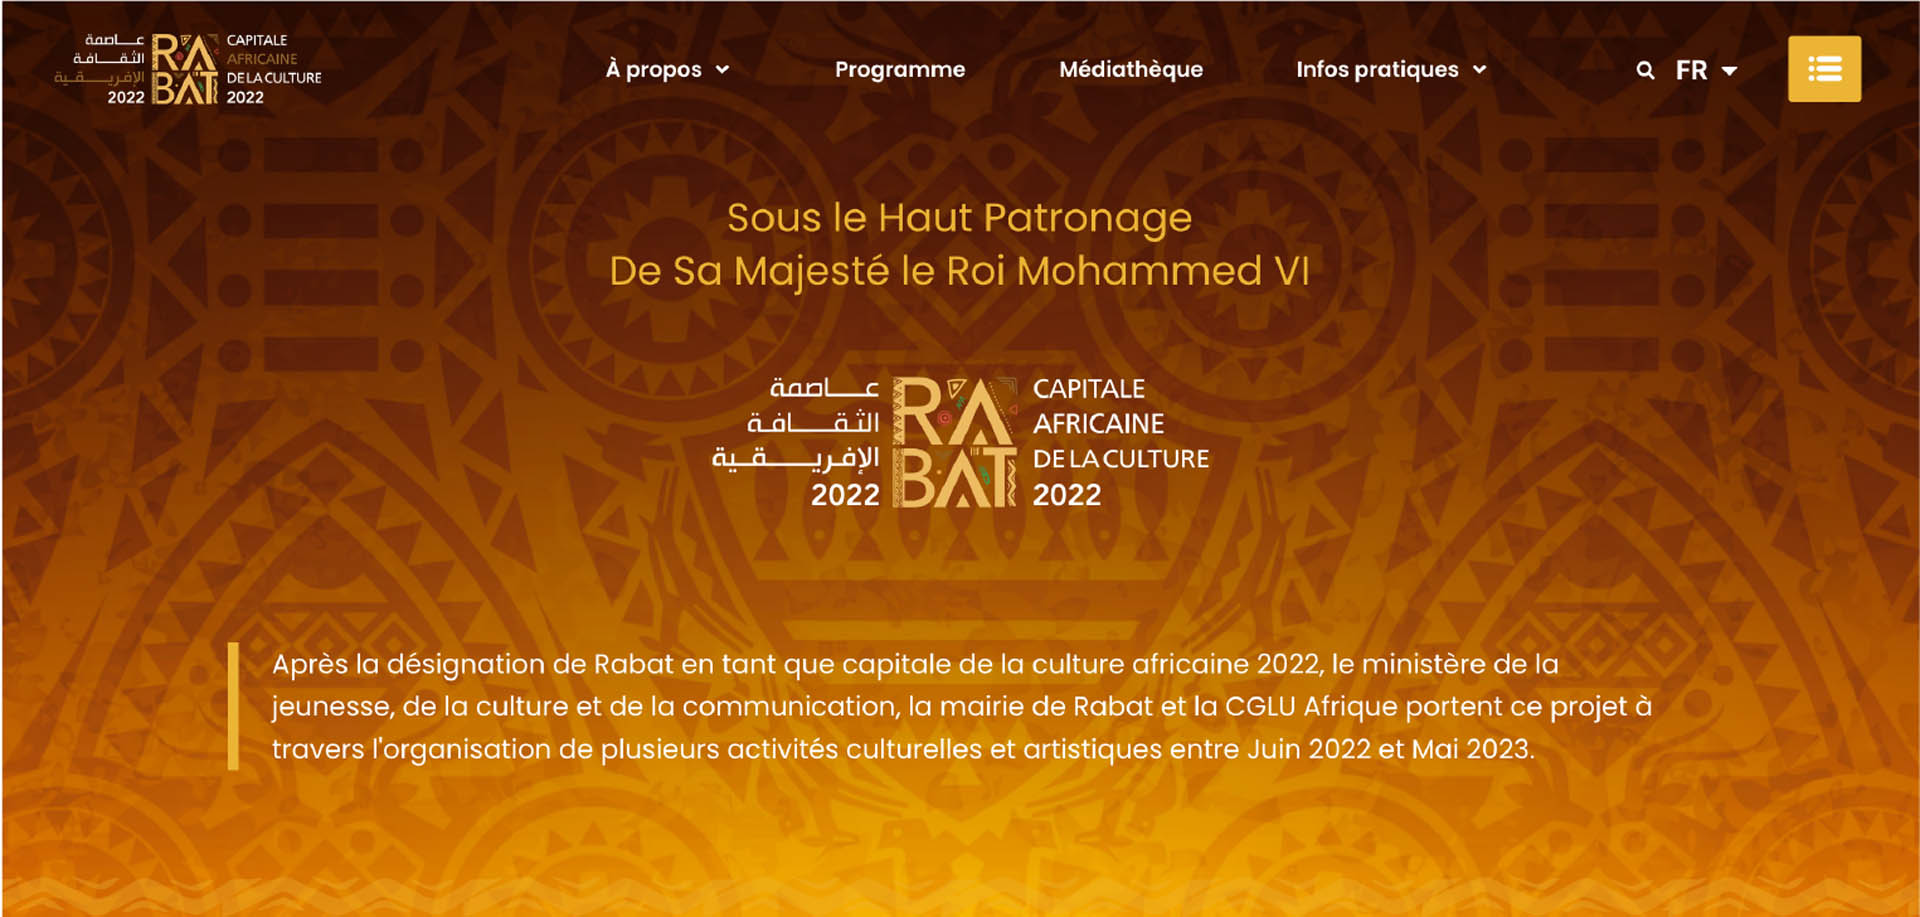 عاصمة
الثقافة
الإفريقية
2022
RA
BAT
CAPITALE
AFRICAINE
DE LA CULTURE
2022
À propos
Programme
Médiathèque
Infos pratiques
FR
Sous le Haut Patronage
De Sa Majesté le Roi Mohammed VI
عاصمة
الثقافة
الإفريقية
2022
RA
BAT
CAPITALE
AFRICAINE
DE LA CULTURE
2022
Après la désignation de Rabat en tant que capitale de la culture africaine 2022, le ministère de la
jeunesse, de la culture et de la communication, la mairie de Rabat et la CGLU Afrique portent ce projet à
travers l'organisation de plusieurs activités culturelles et artistiques entre Juin 2022 et Mai 2023.